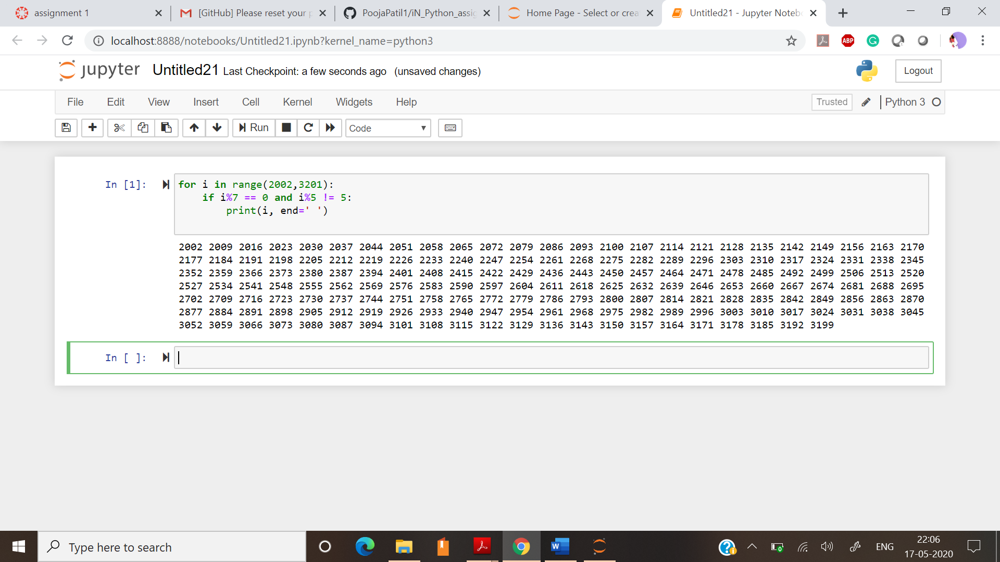 assignment 1
[GitHub] Please reset your p
PoojaPatil1/iN_Python_assig
Home Page - Select or crea
Untitled21 - Jupyter Notebo
localhost:8888/notebooks/Untitled21.ipynb?kernel_name=python3
ABP
jupyter Untitled21 Last Checkpoint: a few seconds ago (unsaved changes)
Logout
File Edit View Insert Cell Kernel Widgets Help
Trusted Python 3
Run Code
In [1]:
for i in range(2002,3201):
    if i%7 == 0 and i%5 != 5:
        print(i, end=' ')
2002 2009 2016 2023 2030 2037 2044 2051 2058 2065 2072 2079 2086 2093 2100 2107 2114 2121 2128 2135 2142 2149 2156 2163 2170
2177 2184 2191 2198 2205 2212 2219 2226 2233 2240 2247 2254 2261 2268 2275 2282 2289 2296 2303 2310 2317 2324 2331 2338 2345
2352 2359 2366 2373 2380 2387 2394 2401 2408 2415 2422 2429 2436 2443 2450 2457 2464 2471 2478 2485 2492 2499 2506 2513 2520
2527 2534 2541 2548 2555 2562 2569 2576 2583 2590 2597 2604 2611 2618 2625 2632 2639 2646 2653 2660 2667 2674 2681 2688 2695
2702 2709 2716 2723 2730 2737 2744 2751 2758 2765 2772 2779 2786 2793 2800 2807 2814 2821 2828 2835 2842 2849 2856 2863 2870
2877 2884 2891 2898 2905 2912 2919 2926 2933 2940 2947 2954 2961 2968 2975 2982 2989 2996 3003 3010 3017 3024 3031 3038 3045
3052 3059 3066 3073 3080 3087 3094 3101 3108 3115 3122 3129 3136 3143 3150 3157 3164 3171 3178 3185 3192 3199
In [ ]:
Type here to search
ENG
22:06
17-05-2020